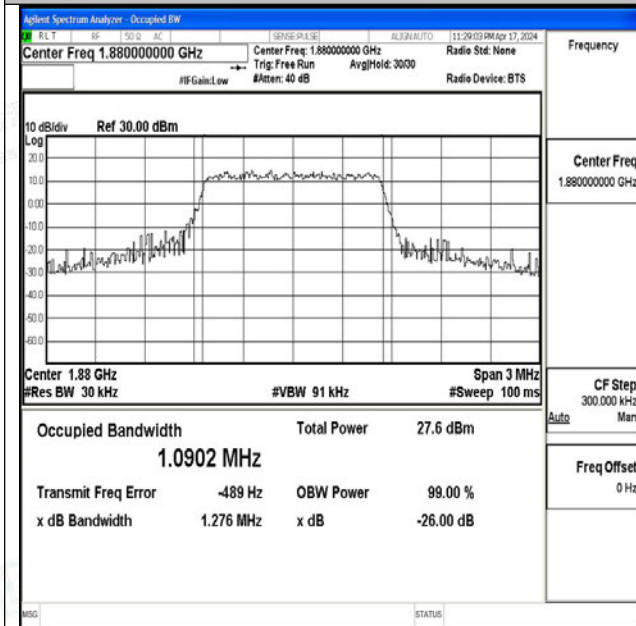 Agilent Spectrum Analyzer - Occupied BW
RLT RF 50 Ω AC SENSE:PULSE ALIGNAUTO 11:29:03 PM Apr 17, 2024
Center Freq 1.880000000 GHz
Center Freq: 1.880000000 GHz
Radio Std: None
Trig: Free Run Avg|Hold: 30/30
#IFGain:Low
#Atten: 40 dB
Radio Device: BTS
10 dB/div Ref 30.00 dBm
Log
20.0
10.0
0.00
-10.0
-20.0
-30.0
-40.0
-50.0
-60.0
Center 1.88 GHz Span 3 MHz
#Res BW 30 kHz #VBW 91 kHz #Sweep 100 ms
Occupied Bandwidth Total Power 27.6 dBm
1.0902 MHz
Transmit Freq Error -489 Hz OBW Power 99.00 %
x dB Bandwidth 1.276 MHz x dB -26.00 dB
MSG STATUS
Frequency
Center Freq
1.880000000 GHz
CF Step
300.000 kHz
Auto Man
Freq Offset
0 Hz